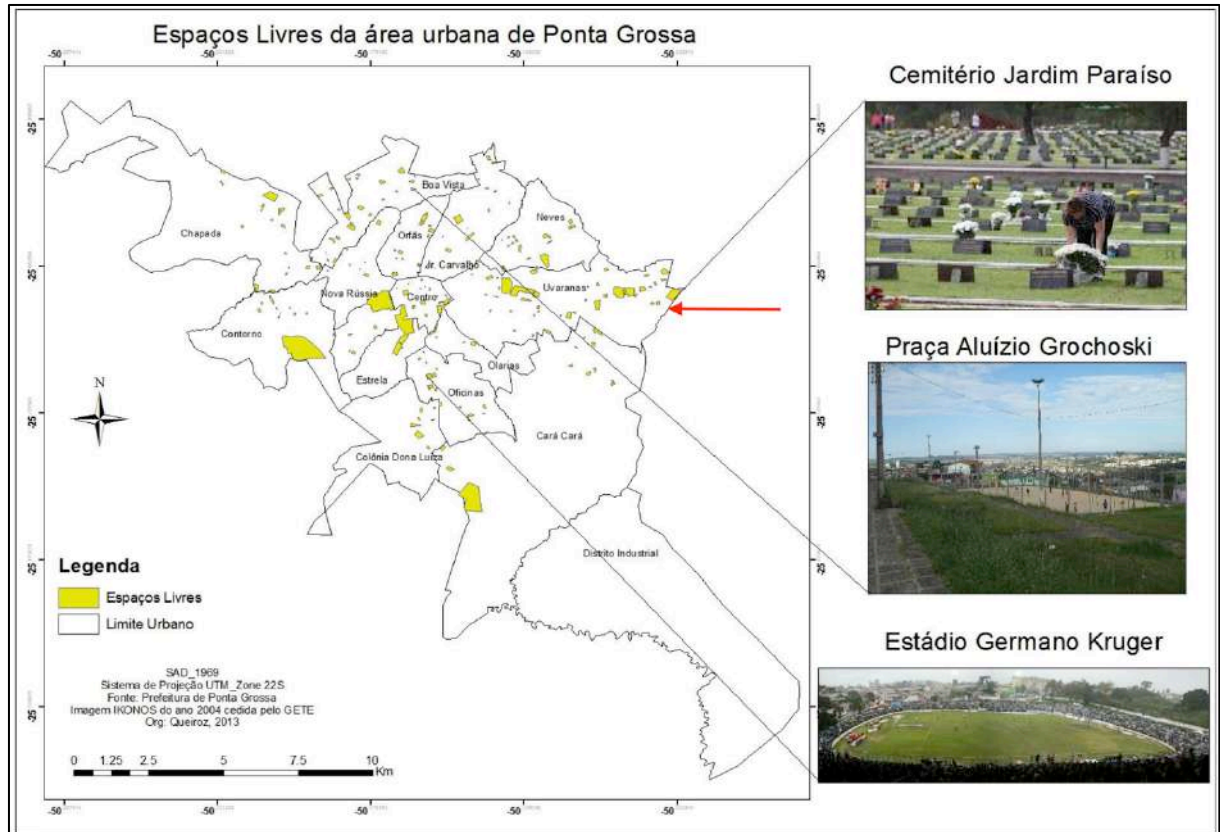 Espaços Livres da área urbana de Ponta Grossa
Cemitério Jardim Paraíso
Boa Vista
Neves
Chapada
Orfãs
Jr. Carvalho
Uvaranas
Nova Rússia
Centro
Contorno
Praça Aluízio Grochoski
Olarias
Estrela
Oficinas
N
Cará Cará
Colônia Dona Luiza
Distrito Industrial
Legenda
Espaços Livres
Limite Urbano
Estádio Germano Kruger
SAD_1969
Sistema de Projeção UTM_Zone 22S
Fonte: Prefeitura de Ponta Grossa
Imagem IKONOS do ano 2004 cedida pelo GETE
Org: Queiroz, 2013
0 1.25 2.5 5 7.5 10
Km